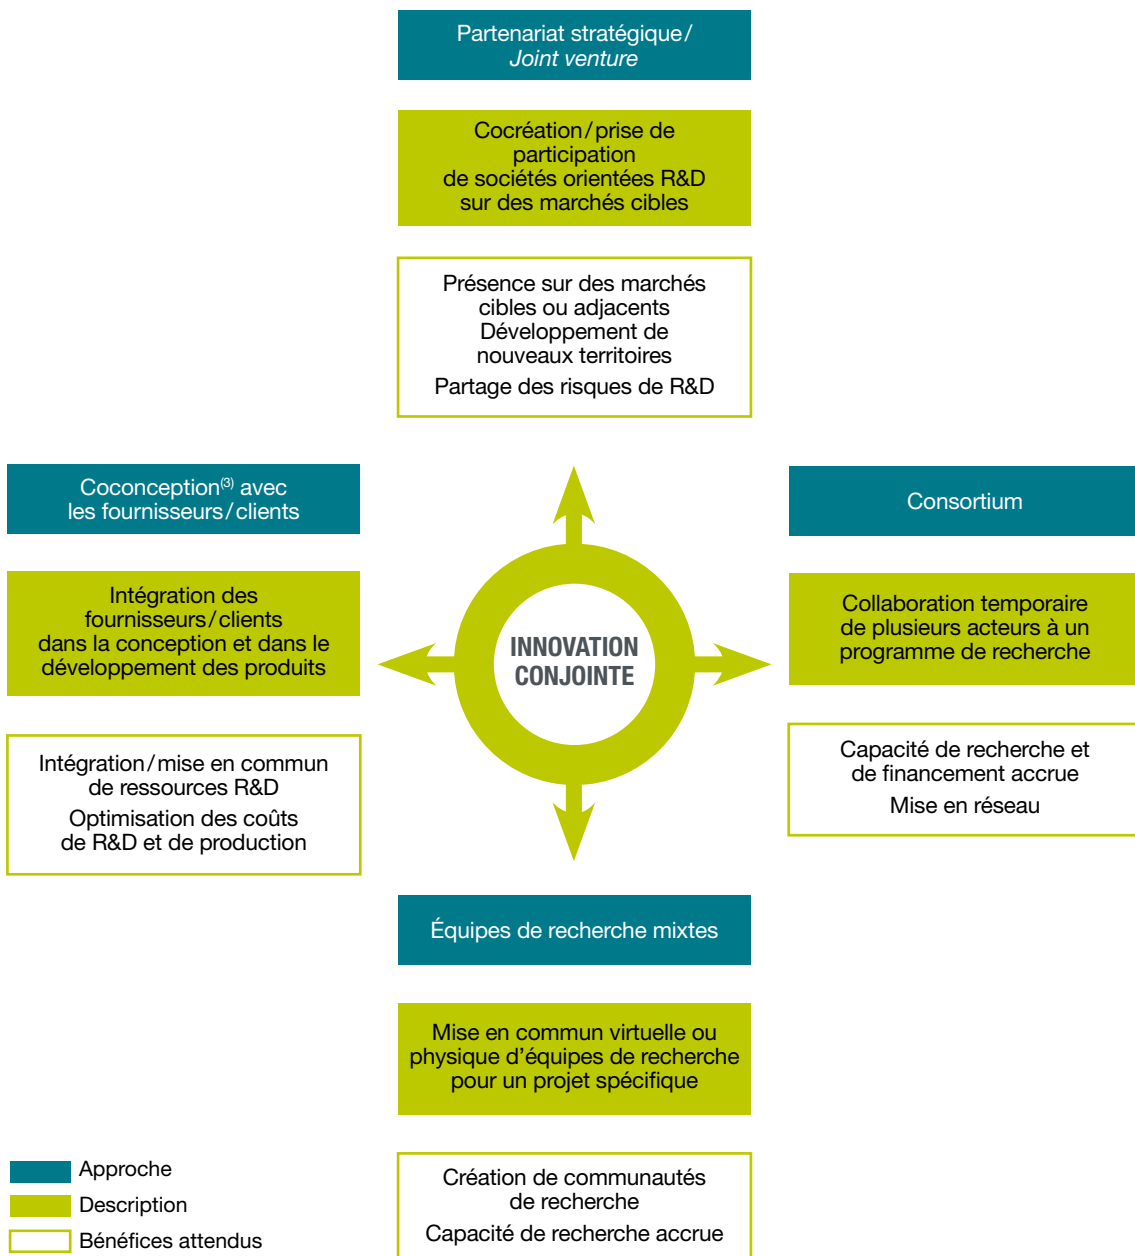 Partenariat stratégique/
Joint venture
Cocréation/prise de
participation
de sociétés orientées R&D
sur des marchés cibles
Présence sur des marchés
cibles ou adjacents
Développement de
nouveaux territoires
Partage des risques de R&D
Coconception(3) avec
les fournisseurs/clients
Intégration des
fournisseurs/clients
dans la conception et dans le
développement des produits
Intégration/mise en commun
de ressources R&D
Optimisation des coûts
de R&D et de production
INNOVATION
CONJOINTE
Consortium
Collaboration temporaire
de plusieurs acteurs à un
programme de recherche
Capacité de recherche et
de financement accrue
Mise en réseau
Équipes de recherche mixtes
Mise en commun virtuelle ou
physique d’équipes de recherche
pour un projet spécifique
Création de communautés
de recherche
Capacité de recherche accrue
Approche
Description
Bénéfices attendus